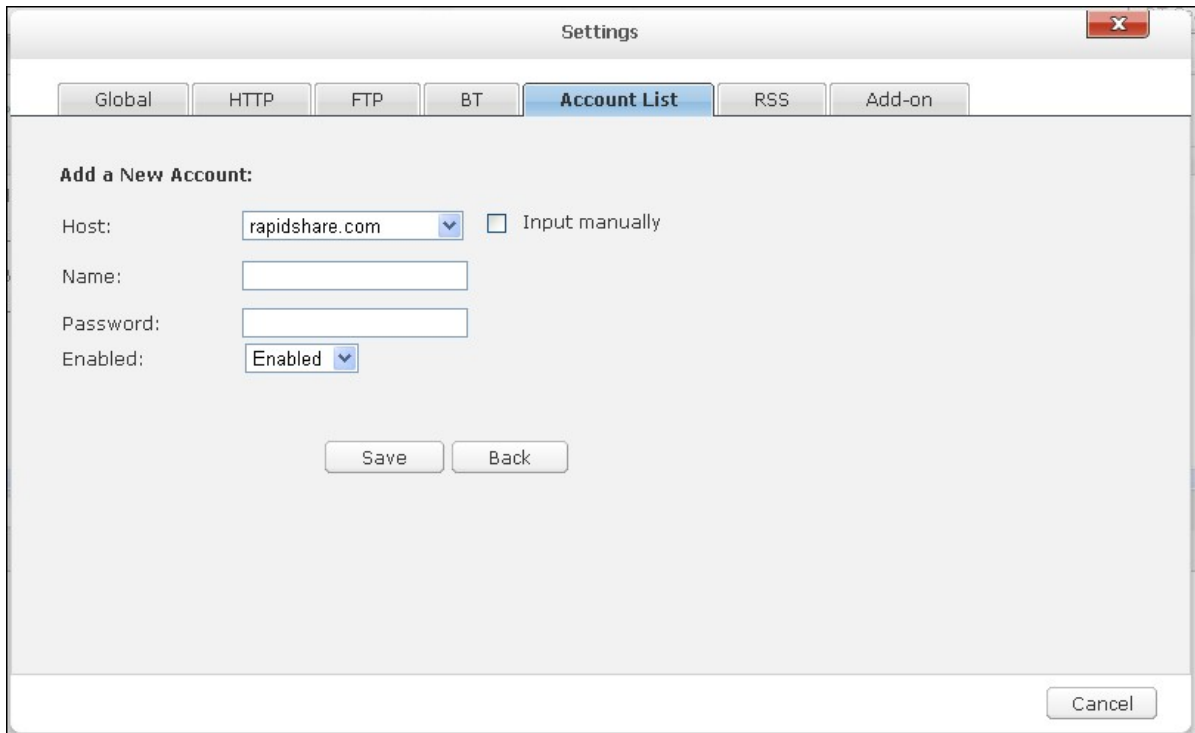 Settings
X
Global HTTP FTP BT Account List RSS Add-on
Add a New Account:
Host: rapidshare.com Input manually
Name:
Password:
Enabled: Enabled
Save Back
Cancel